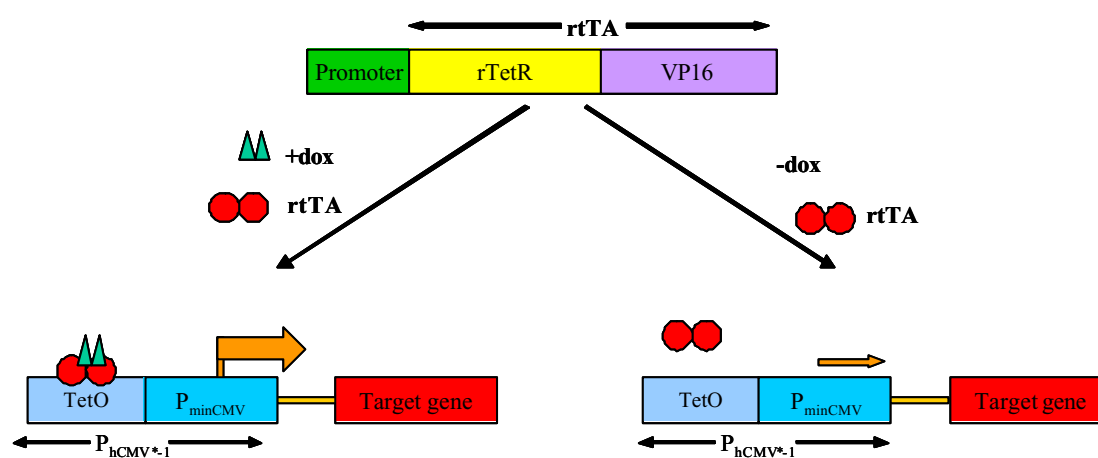 rtTA
Promoter rTetR VP16
+dox
rtTA
-dox
rtTA
TetO PminCMV Target gene
PhCMV*-1
TetO PminCMV Target gene
PhCMV*-1